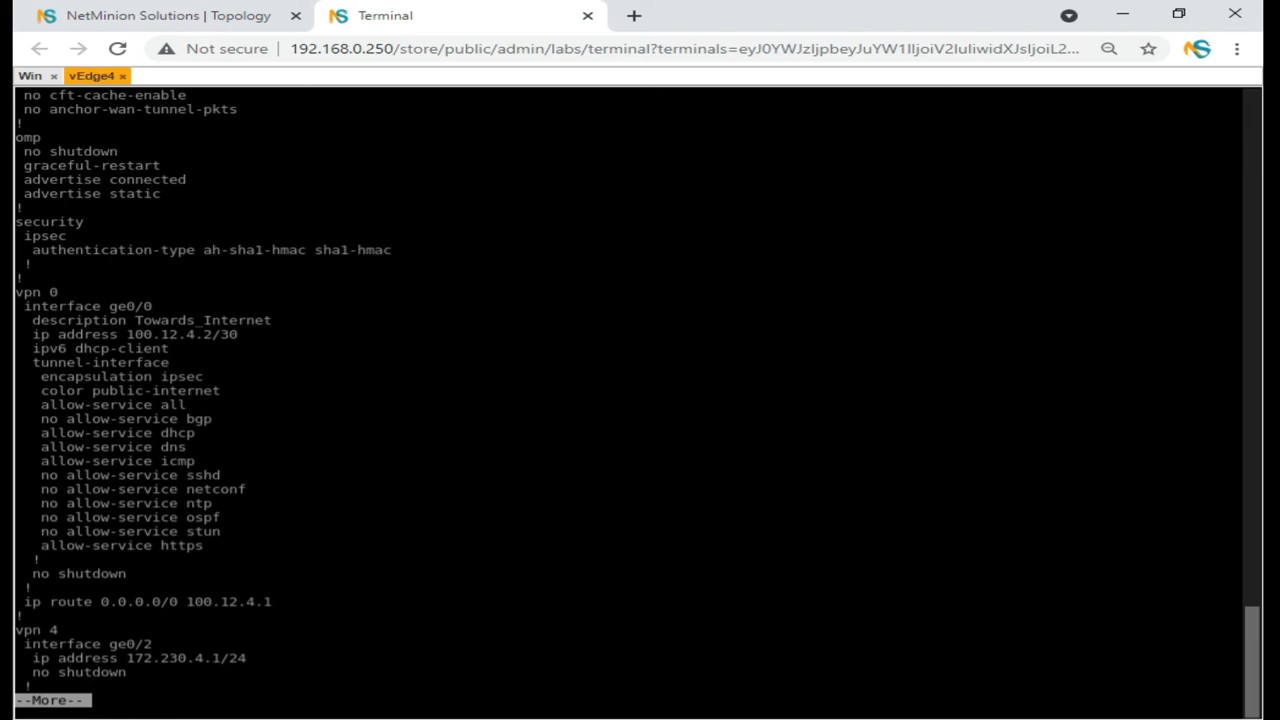 NetMinion Solutions | Topology
Terminal
Not secure
192.168.0.250/store/public/admin/labs/terminal?terminals=eyJ0YWJzIjpbeyJuYW1lIjoiV2luIiwidXJsIjoiL2...
Win
vEdge4
no cft-cache-enable
no anchor-wan-tunnel-pkts
!
omp
no shutdown
graceful-restart
advertise connected
advertise static
!
security
ipsec
authentication-type ah-sha1-hmac sha1-hmac
!
!
vpn 0
interface ge0/0
description Towards_Internet
ip address 100.12.4.2/30
ipv6 dhcp-client
tunnel-interface
encapsulation ipsec
color public-internet
allow-service all
no allow-service bgp
allow-service dhcp
allow-service dns
allow-service icmp
no allow-service sshd
no allow-service netconf
no allow-service ntp
no allow-service ospf
no allow-service stun
allow-service https
!
no shutdown
!
ip route 0.0.0.0/0 100.12.4.1
!
vpn 4
interface ge0/2
ip address 172.230.4.1/24
no shutdown
!
--More--